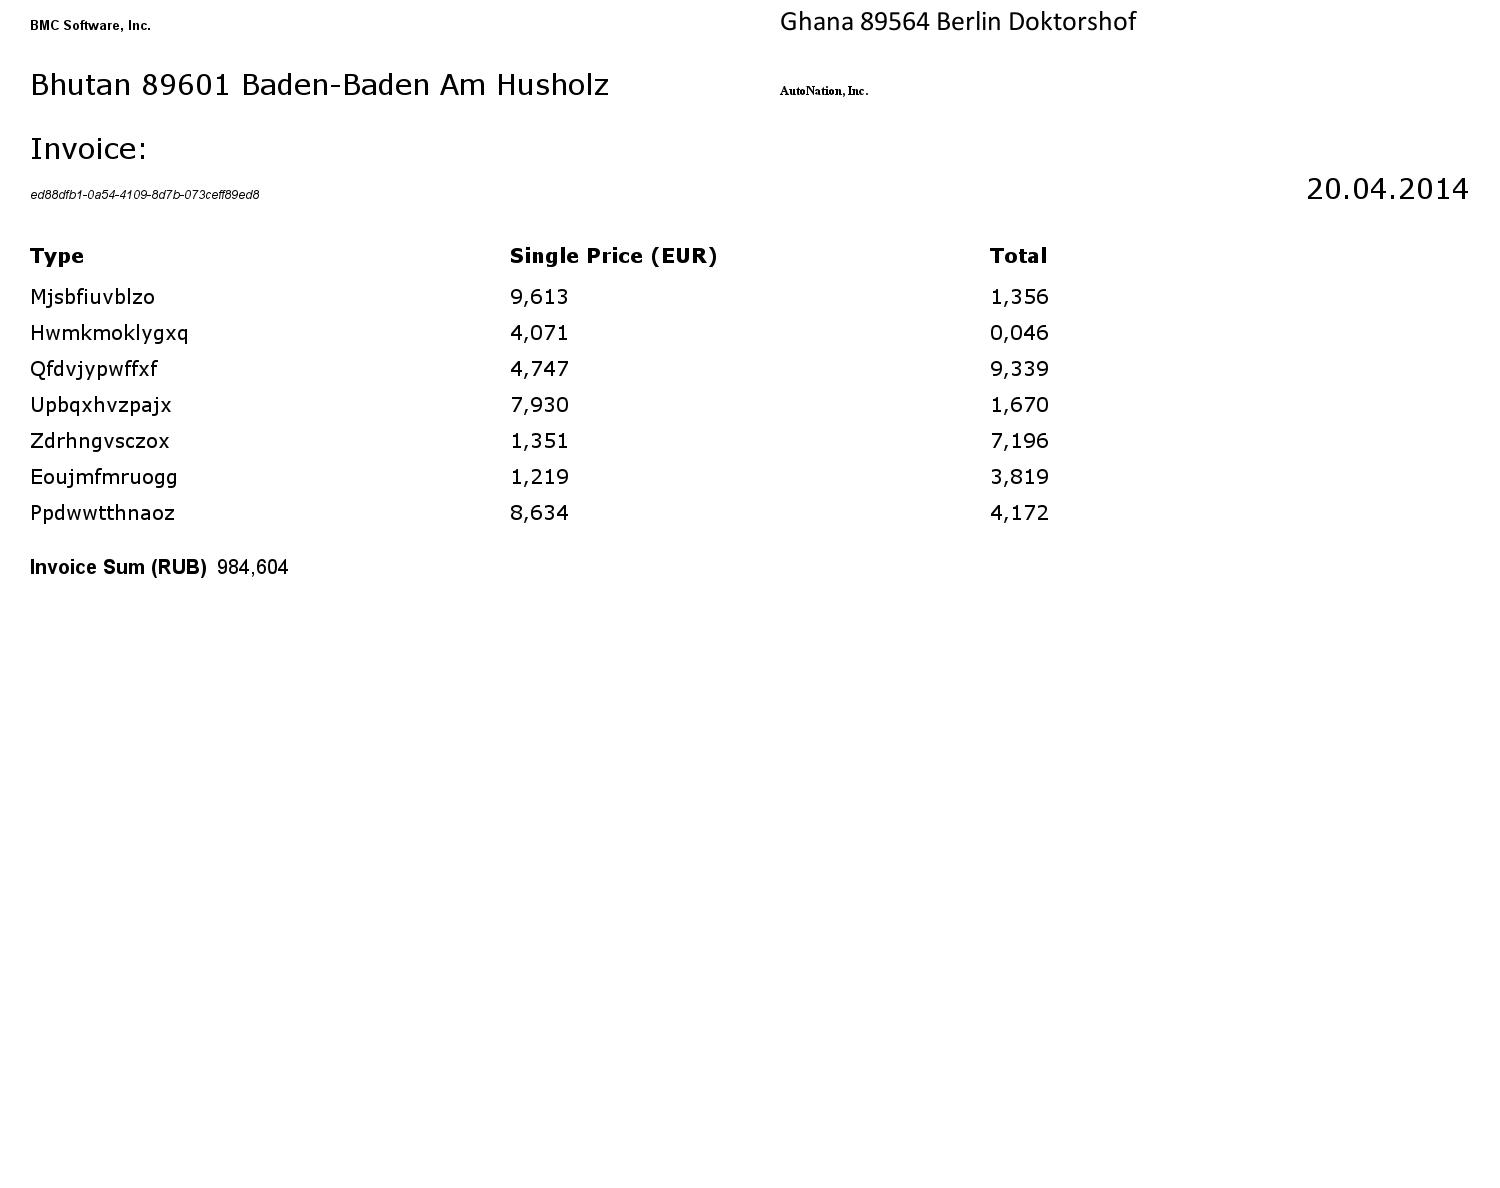 BMC Software, Inc.
Bhutan 89601 Baden-Baden Am Husholz
Ghana 89564 Berlin Doktorshof
AutoNation, Inc.
Invoice:
ed88dfb1-0a54-4109-8d7b-073ceff89ed8
20.04.2014
Type Single Price (EUR) Total
Mjsbfiuvblzo 9,613 1,356
Hwmkmoklygxq 4,071 0,046
Qfdvjypwffxf 4,747 9,339
Upbqxhvzpajx 7,930 1,670
Zdrhngvsczox 1,351 7,196
Eoujmfmruogg 1,219 3,819
Ppdwwtthnaoz 8,634 4,172
Invoice Sum (RUB) 984,604